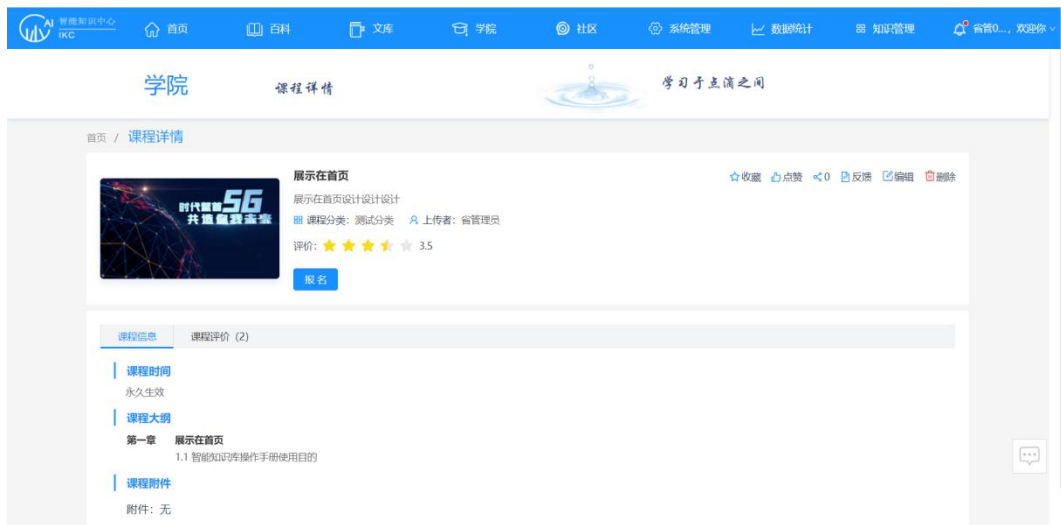 AI 智能知识中心
IKC
首页
百科
文库
学院
社区
系统管理
数据统计
知识管理
省管0..., 欢迎你
学院
课程详情
学习于点滴之间
首页 / 课程详情
展示在首页
收藏 点赞 0 反馈 编辑 删除
展示在首页设计设计设计
课程分类：测试分类 上传者：省管理员
评价： 3.5
报名
时代智首5G
课程信息 课程评价（2）
课程时间
永久生效
课程大纲
第一章 展示在首页
1.1 智能知识库操作手册使用目的
课程附件
附件：无